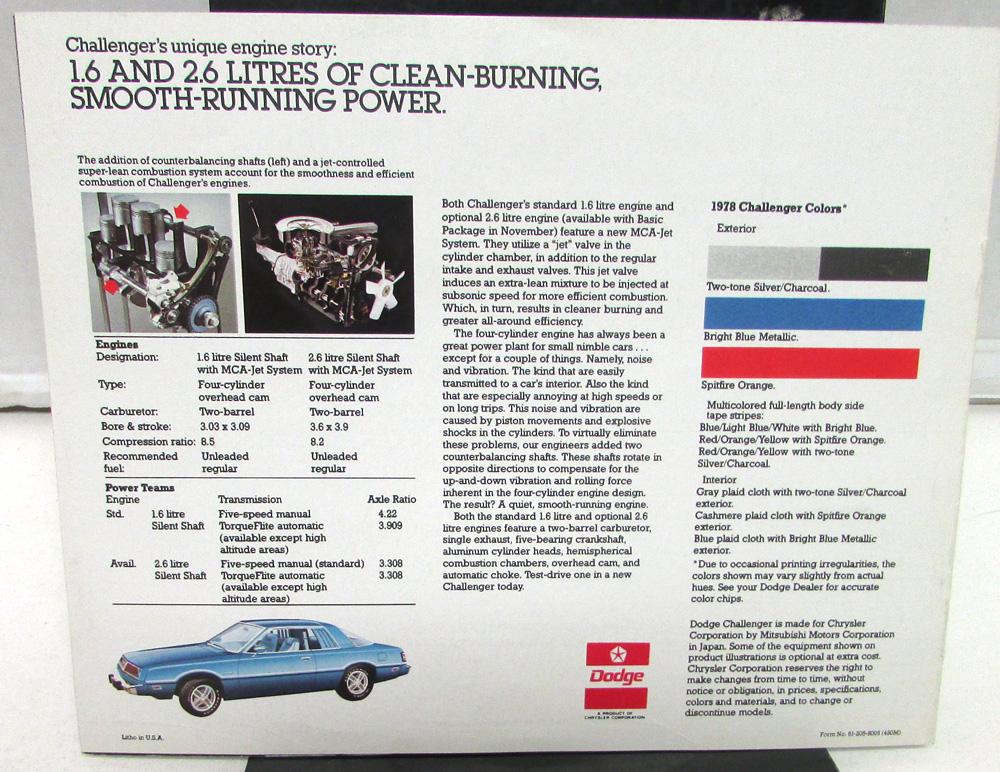 Challenger's unique engine story:
1.6 AND 2.6 LITRES OF CLEAN-BURNING,
SMOOTH-RUNNING POWER.
The addition of counterbalancing shafts (left) and a jet-controlled
super-lean combustion system account for the smoothness and efficient
combustion of Challenger's engines.
Engines
Designation: 1.6 litre Silent Shaft 2.6 litre Silent Shaft
with MCA-Jet System with MCA-Jet System
Type: Four-cylinder Four-cylinder
overhead cam overhead cam
Carburetor: Two-barrel Two-barrel
Bore & stroke: 3.03 x 3.09 3.6 x 3.9
Compression ratio: 8.5 8.2
Recommended Unleaded Unleaded
fuel: regular regular
Power Teams
Engine Transmission Axle Ratio
Std. 1.6 litre Five-speed manual 4.22
Silent Shaft TorqueFlite automatic 3.909
(available except high
altitude areas)
Avail. 2.6 litre Five-speed manual (standard) 3.308
Silent Shaft TorqueFlite automatic 3.308
(available except high
altitude areas)
Litho in U.S.A.
Both Challenger's standard 1.6 litre engine and
optional 2.6 litre engine (available with Basic
Package in November) feature a new MCA-Jet
System. They utilize a "jet" valve in the
cylinder chamber, in addition to the regular
intake and exhaust valves. This jet valve
induces an extra-lean mixture to be injected at
subsonic speed for more efficient combustion.
Which, in turn, results in cleaner burning and
greater all-around efficiency.
The four-cylinder engine has always been a
great power plant for small nimble cars . . .
except for a couple of things. Namely, noise
and vibration. The kind that are easily
transmitted to a car's interior. Also the kind
that are especially annoying at high speeds or
on long trips. This noise and vibration are
caused by piston movements and explosive
shocks in the cylinders. To virtually eliminate
these problems, our engineers added two
counterbalancing shafts. These shafts rotate in
opposite directions to compensate for the
up-and-down vibration and rolling force
inherent in the four-cylinder engine design.
The result? A quiet, smooth-running engine.
Both the standard 1.6 litre and optional 2.6
litre engines feature a two-barrel carburetor,
single exhaust, five-bearing crankshaft,
aluminum cylinder heads, hemispherical
combustion chambers, overhead cam, and
automatic choke. Test-drive one in a new
Challenger today.
Dodge
A PRODUCT OF
CHRYSLER CORPORATION
1978 Challenger Colors*
Exterior
Two-tone Silver/Charcoal.
Bright Blue Metallic.
Spitfire Orange.
Multicolored full-length body side
tape stripes:
Blue/Light Blue/White with Bright Blue.
Red/Orange/Yellow with Spitfire Orange.
Red/Orange/Yellow with two-tone
Silver/Charcoal.
Interior
Gray plaid cloth with two-tone Silver/Charcoal
exterior.
Cashmere plaid cloth with Spitfire Orange
exterior.
Blue plaid cloth with Bright Blue Metallic
exterior.
*Due to occasional printing irregularities, the
colors shown may vary slightly from actual
hues. See your Dodge Dealer for accurate
color chips.
Dodge Challenger is made for Chrysler
Corporation by Mitsubishi Motors Corporation
in Japan. Some of the equipment shown on
product illustrations is optional at extra cost.
Chrysler Corporation reserves the right to
make changes from time to time, without
notice or obligation, in prices, specifications,
colors and materials, and to change or
discontinue models.
Form No.